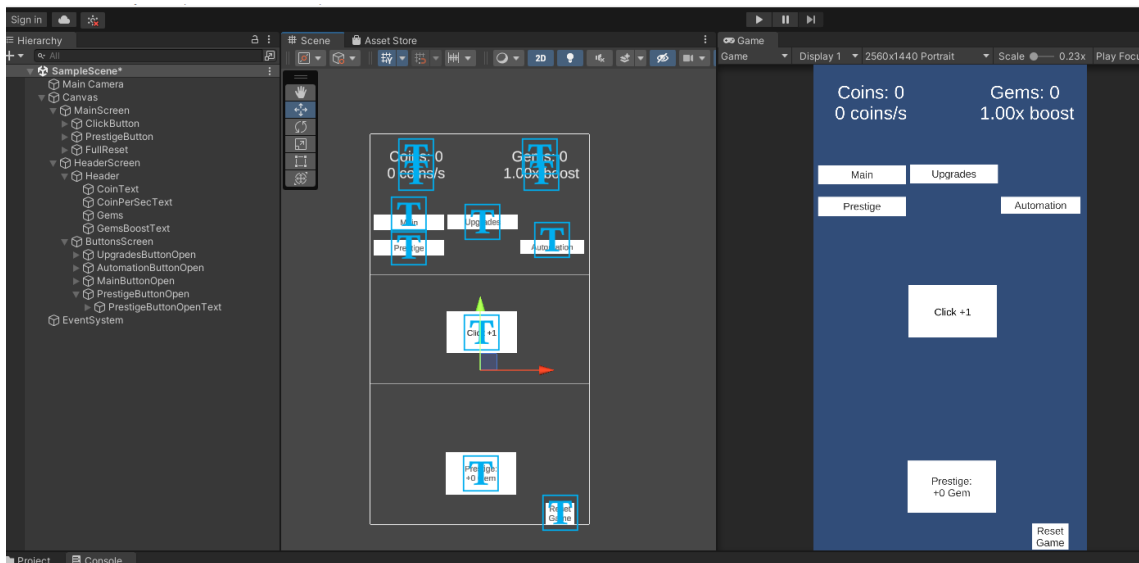 Sign in
Hierarchy
All
SampleScene*
Main Camera
Canvas
MainScreen
ClickButton
PrestigeButton
FullReset
HeaderScreen
Header
CoinText
CoinPerSecText
Gems
GemsBoostText
ButtonsScreen
UpgradesButtonOpen
AutomationButtonOpen
MainButtonOpen
PrestigeButtonOpen
PrestigeButtonOpenText
EventSystem
Scene Asset Store
2D
Coins: 0 Gems: 0
0 coins/s 1.00x boost
Main Upgrades
Prestige Automation
Click +1
Prestige:
+0 Gem
Reset
Game
Game
Game Display 1 2560x1440 Portrait Scale 0.23x Play Focu
Coins: 0 Gems: 0
0 coins/s 1.00x boost
Main Upgrades
Prestige Automation
Click +1
Prestige:
+0 Gem
Reset
Game
Project Console